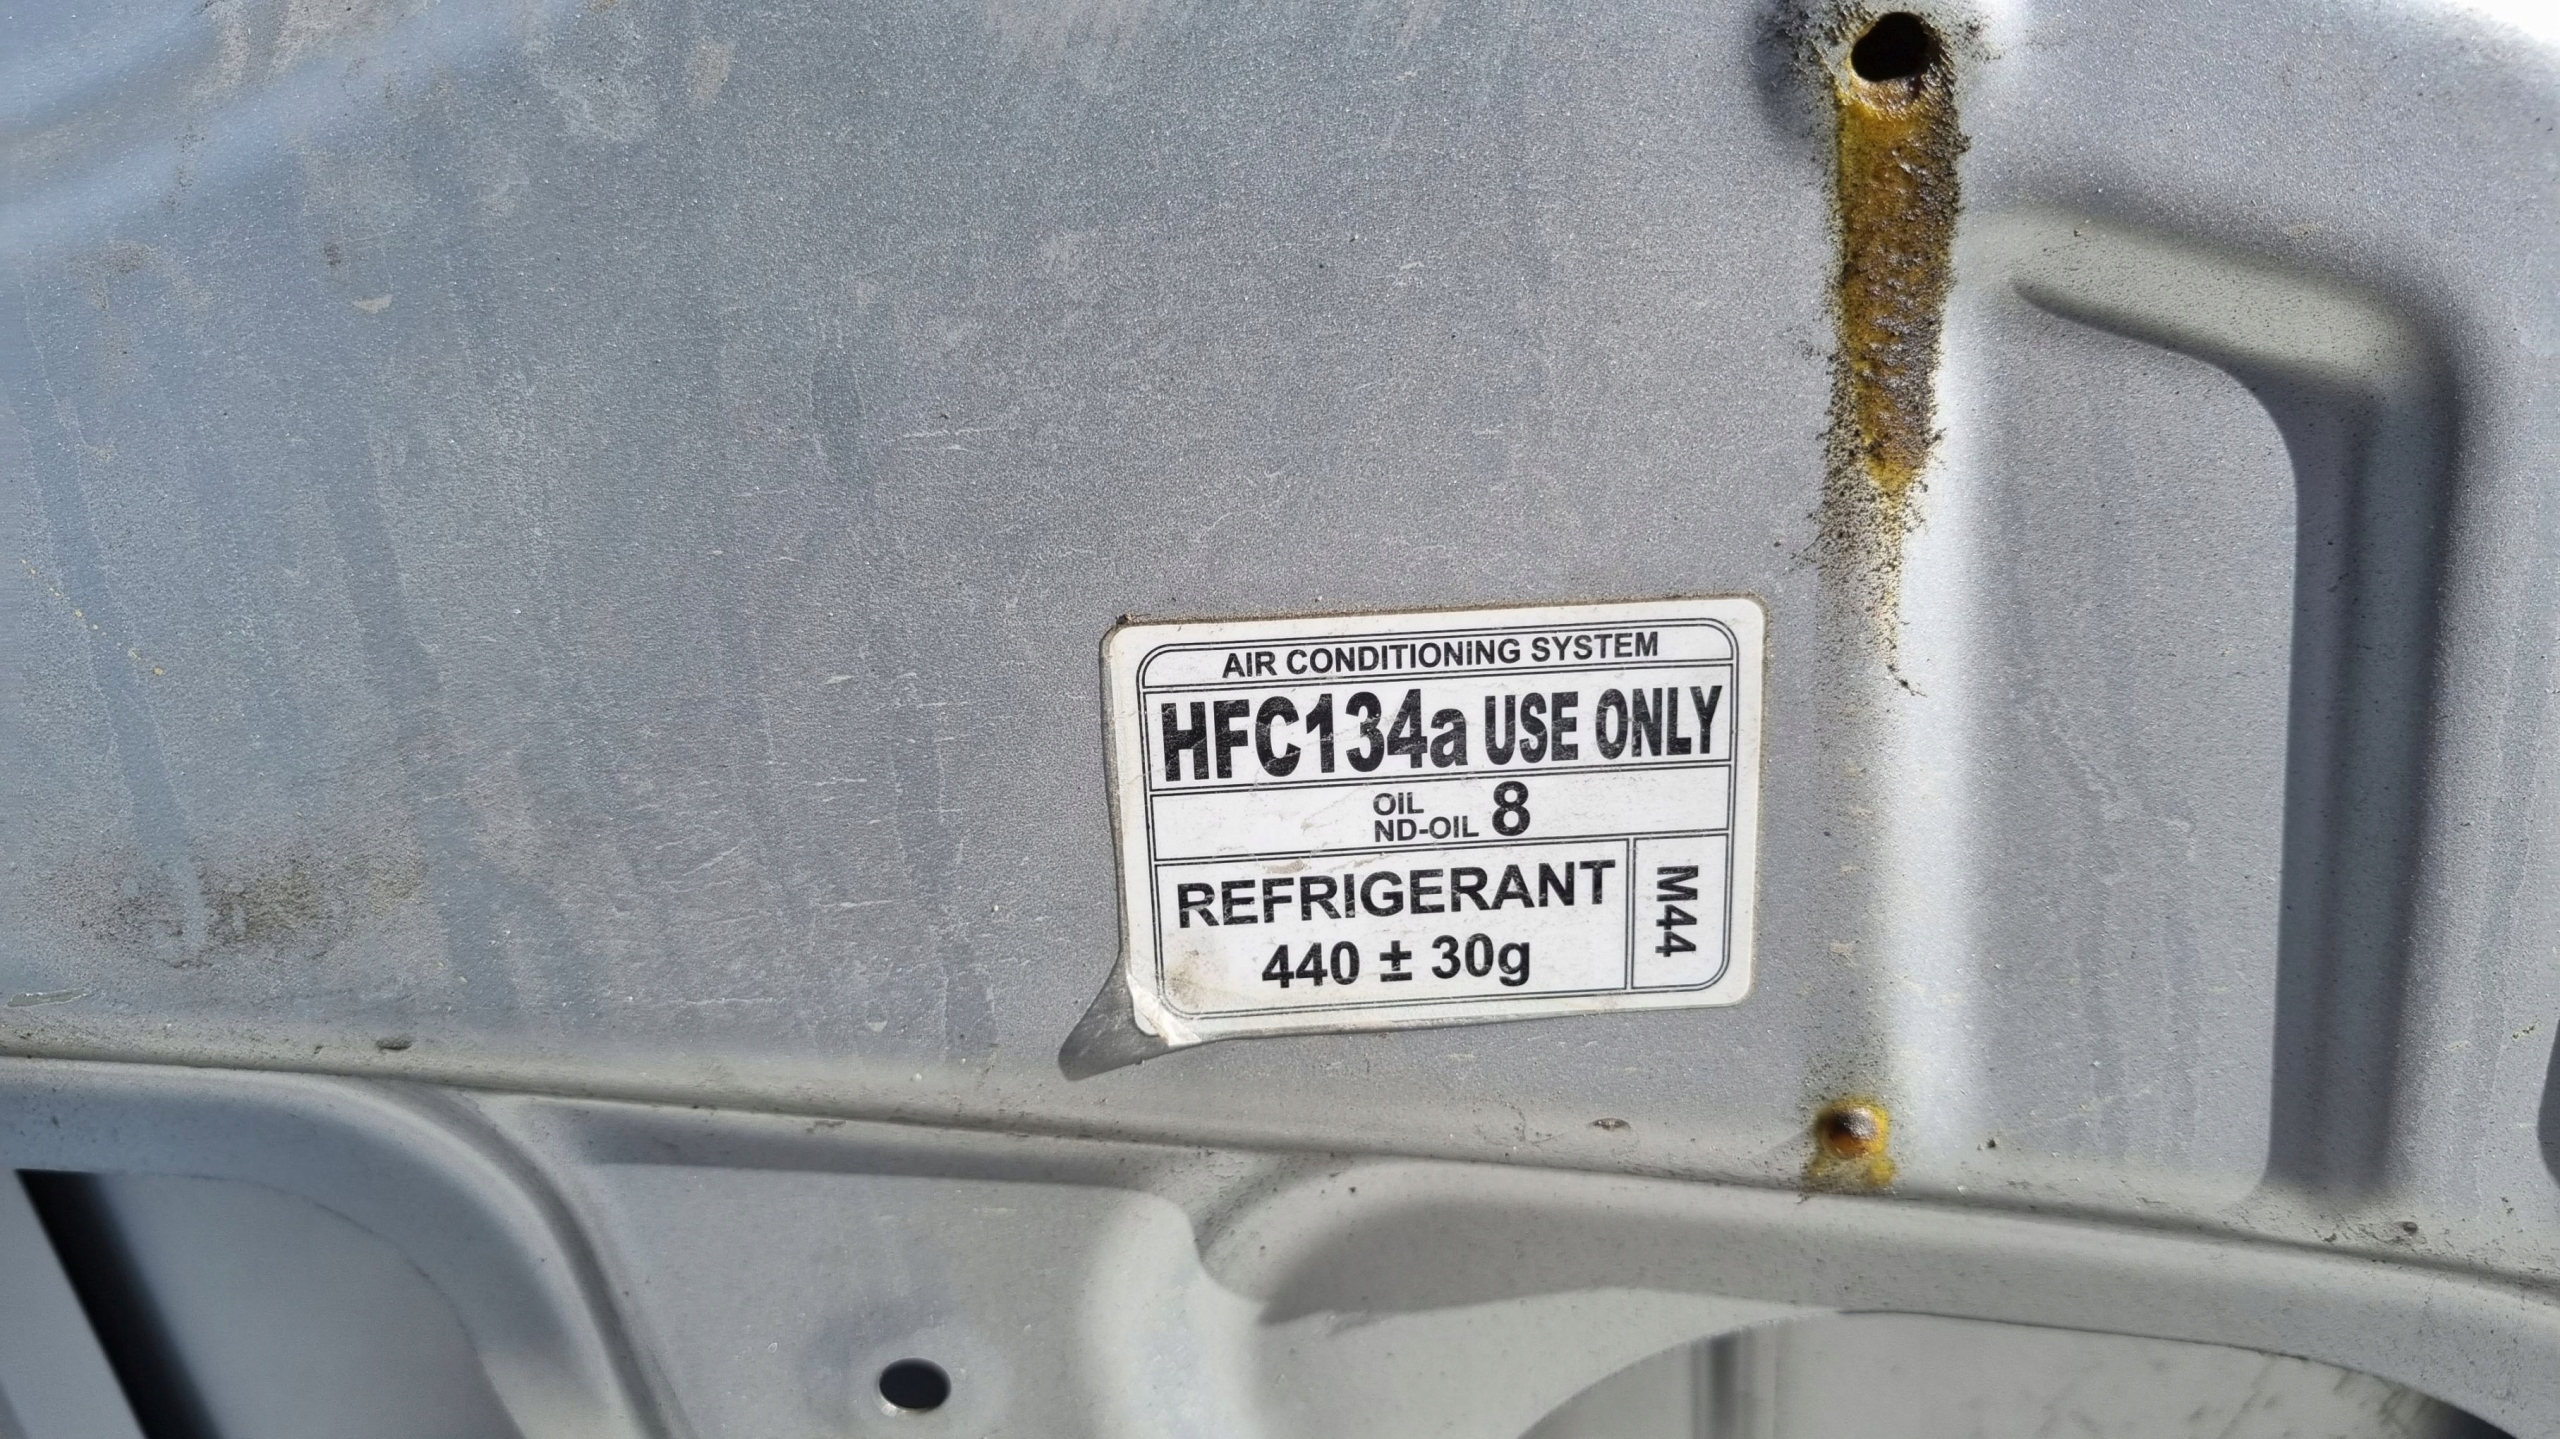 AIR CONDITIONING SYSTEM
HFC134a USE ONLY
OIL
ND-OIL 8
REFRIGERANT
440 ± 30g
M44